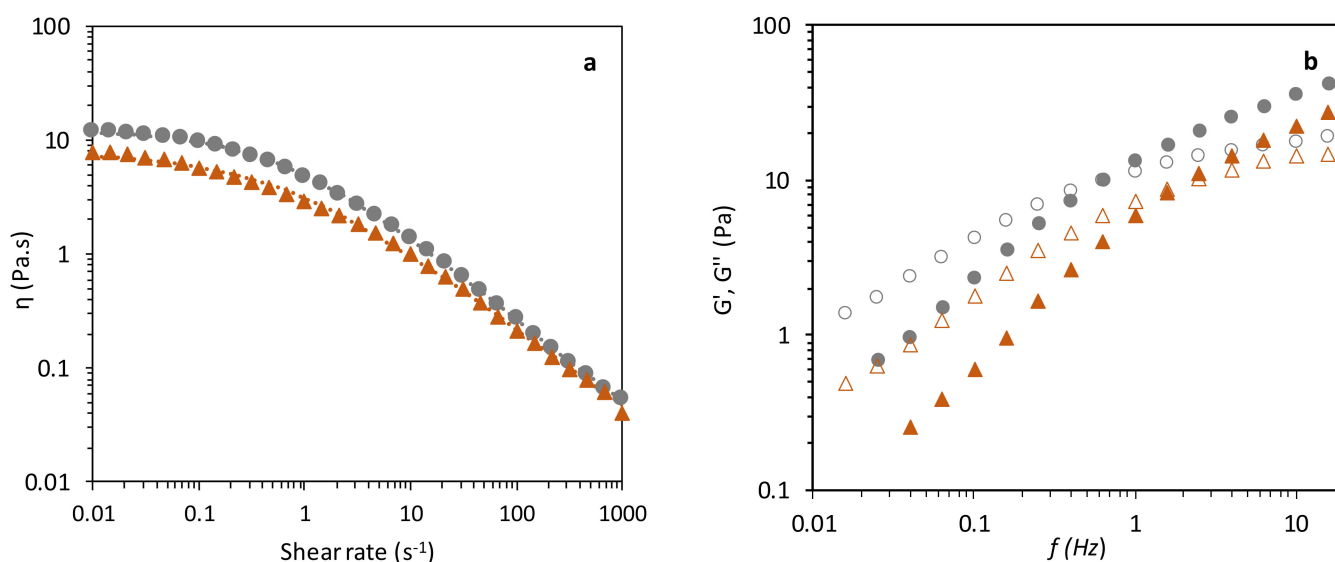 a
100
10
1
0.1
0.01
η (Pa.s)
0.01 0.1 1 10 100 1000
Shear rate (s⁻¹)
b
100
10
1
0.1
G', G'' (Pa)
0.01 0.1 1 10
f (Hz)